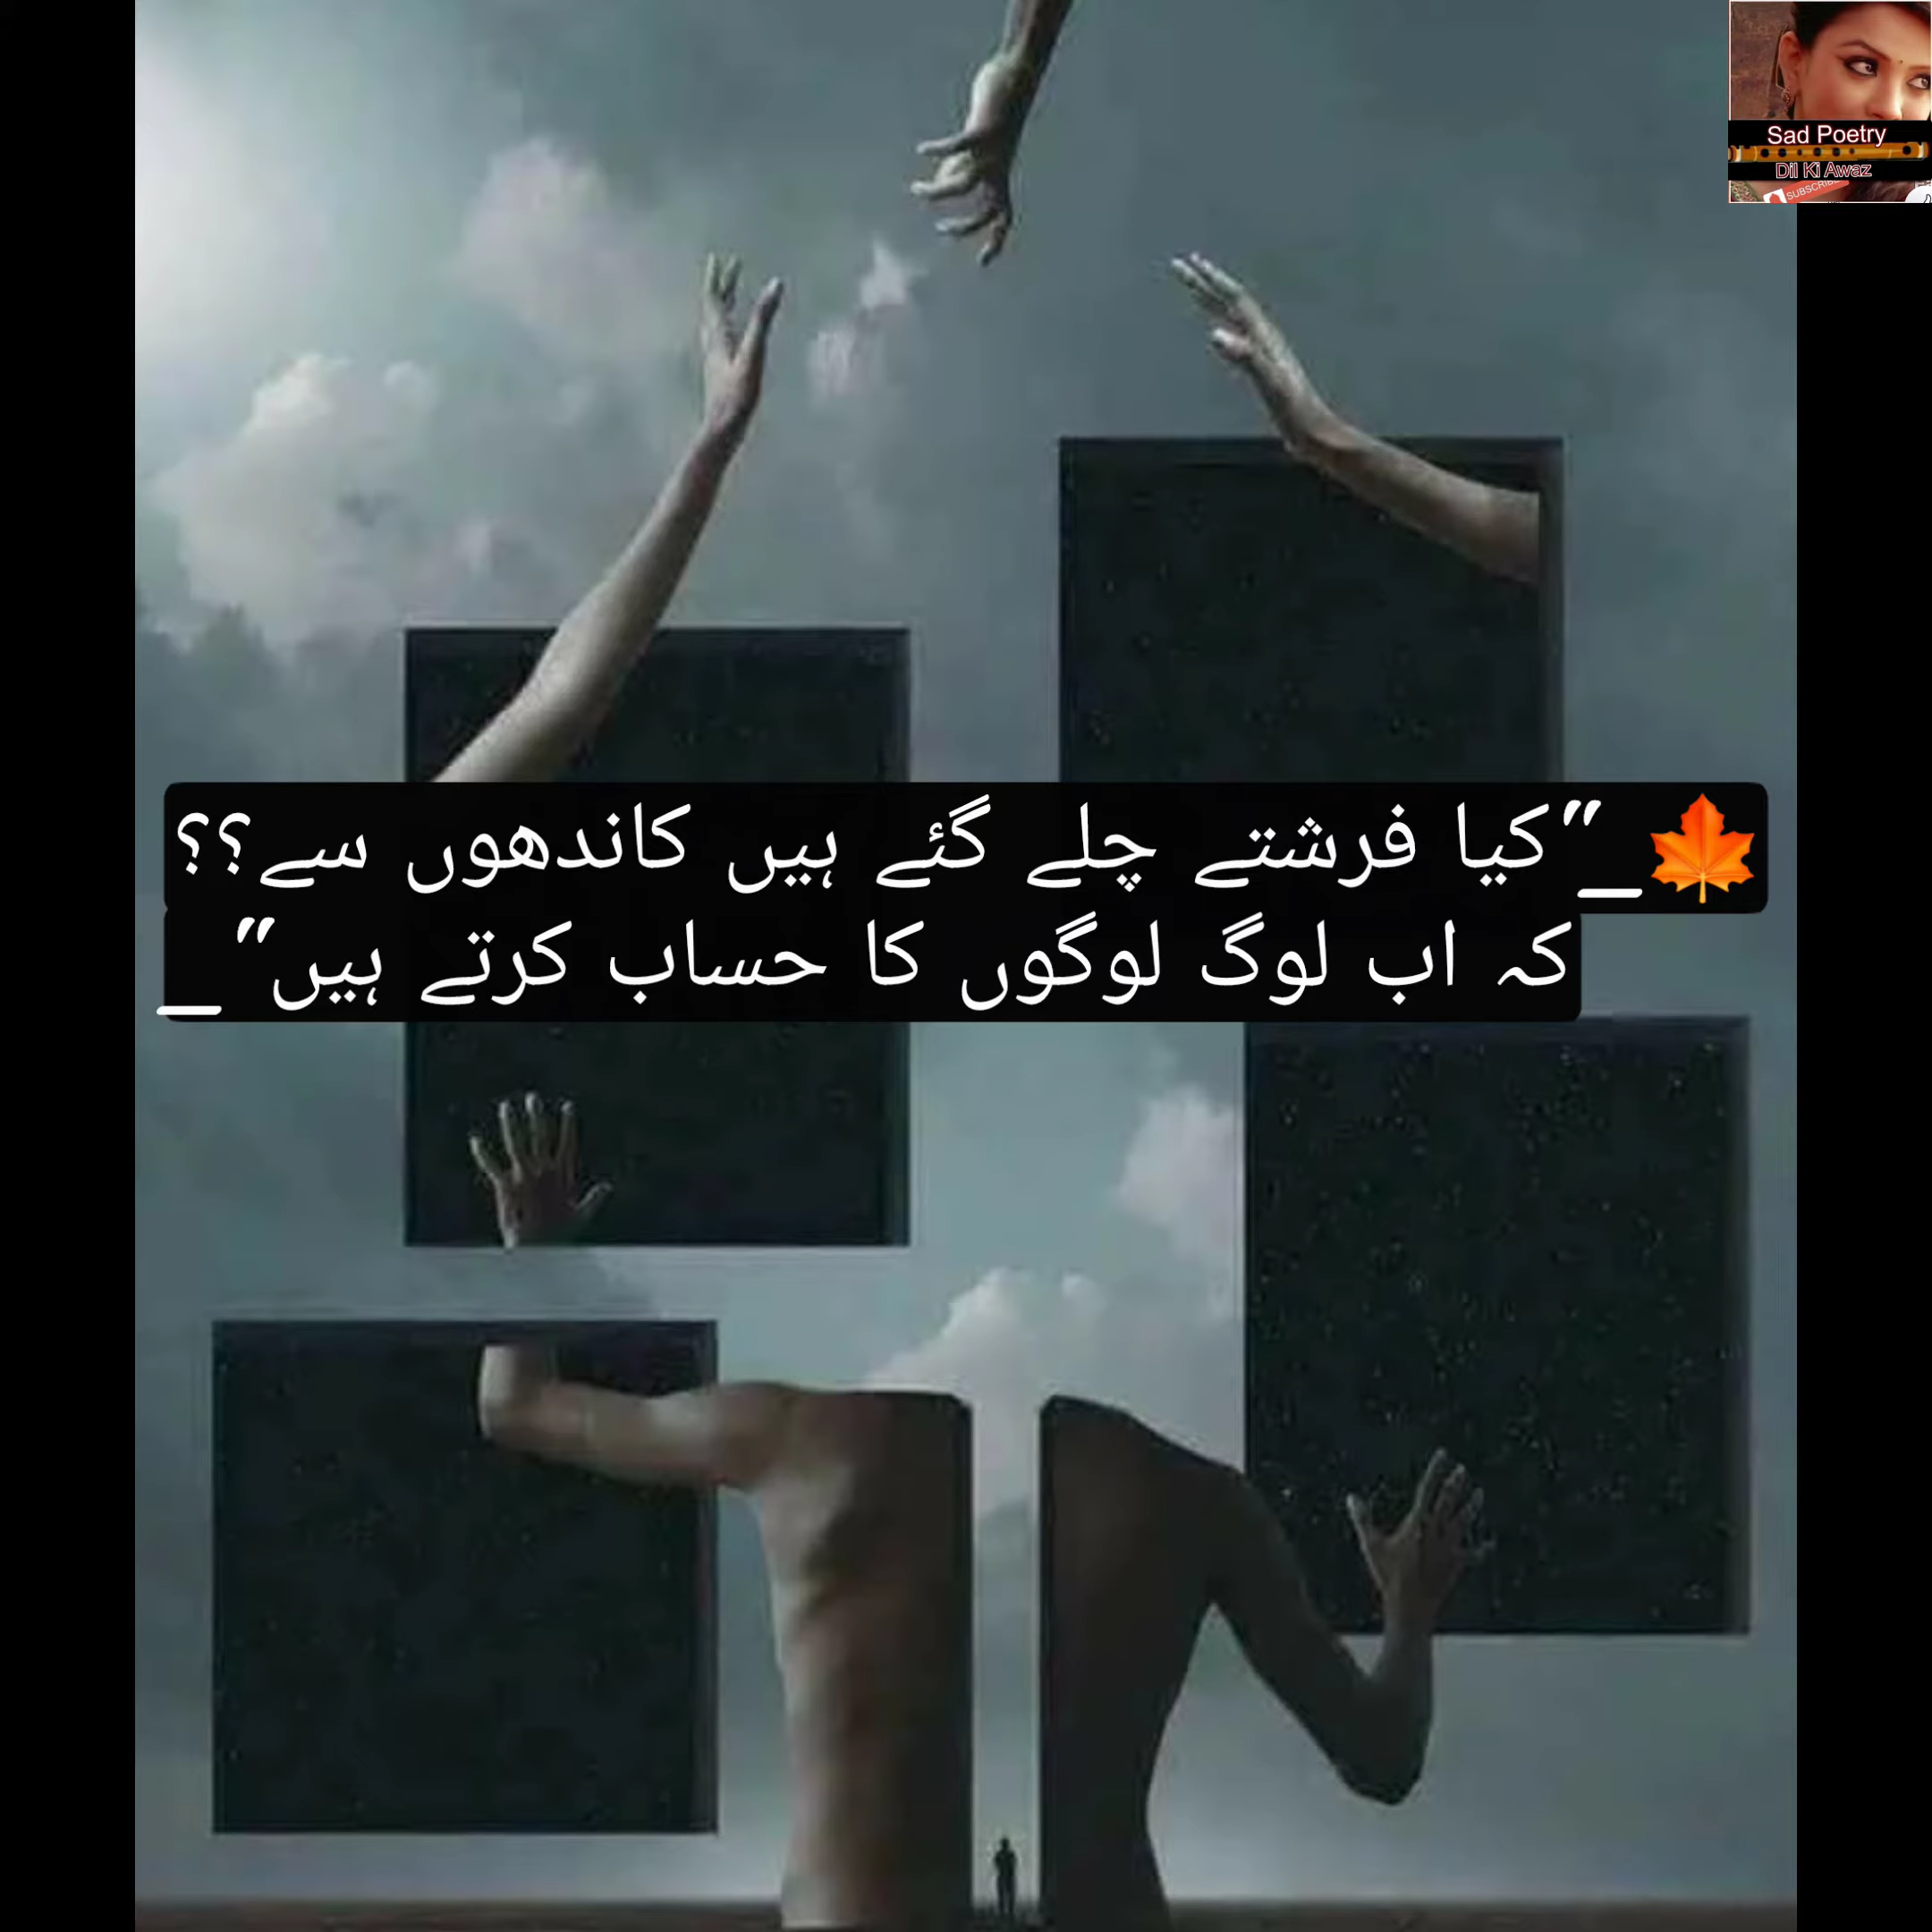 🍁_"کیا فرشتے چلے گئے ہیں کاندھوں سے؟؟
کہ اب لوگ لوگوں کا حساب کرتے ہیں"_
Sad Poetry
Dil Ki Awaz
SUBSCRIBE